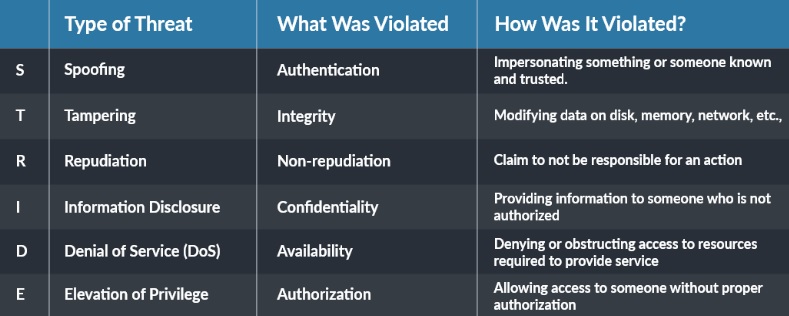 Type of Threat What Was Violated How Was It Violated?
S Spoofing Authentication Impersonating something or someone known
and trusted.
T Tampering Integrity Modifying data on disk, memory, network, etc.,
R Repudiation Non-repudiation Claim to not be responsible for an action
I Information Disclosure Confidentiality Providing information to someone who is not
authorized
D Denial of Service (DoS) Availability Denying or obstructing access to resources
required to provide service
E Elevation of Privilege Authorization Allowing access to someone without proper
authorization